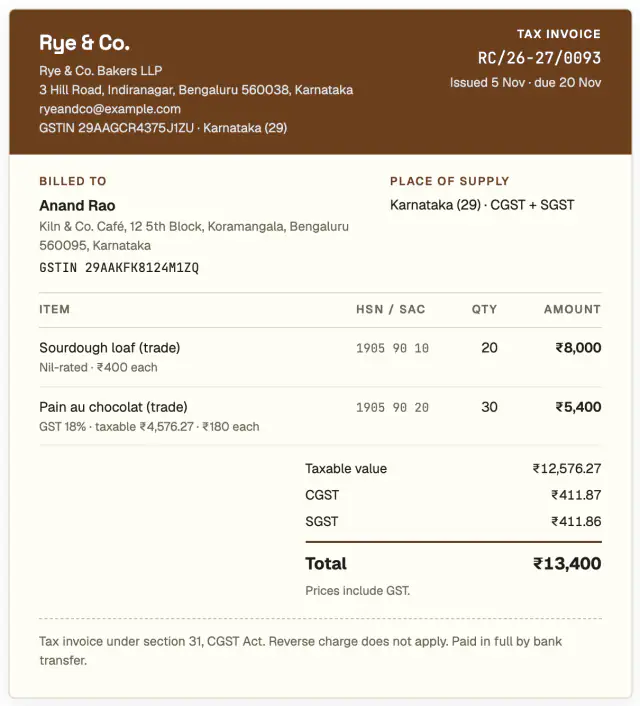 Rye & Co.
Rye & Co. Bakers LLP
3 Hill Road, Indiranagar, Bengaluru 560038, Karnataka
ryeandco@example.com
GSTIN 29AAGCR4375J1ZU · Karnataka (29)
TAX INVOICE
RC/26-27/0093
Issued 5 Nov · due 20 Nov
BILLED TO
Anand Rao
Kiln & Co. Café, 12 5th Block, Koramangala, Bengaluru
560095, Karnataka
GSTIN 29AAKFK8124M1ZQ
PLACE OF SUPPLY
Karnataka (29) · CGST + SGST
ITEM HSN / SAC QTY AMOUNT
Sourdough loaf (trade) 1905 90 10 20 ₹8,000
Nil-rated · ₹400 each
Pain au chocolat (trade) 1905 90 20 30 ₹5,400
GST 18% · taxable ₹4,576.27 · ₹180 each
Taxable value ₹12,576.27
CGST ₹411.87
SGST ₹411.86
Total ₹13,400
Prices include GST.
Tax invoice under section 31, CGST Act. Reverse charge does not apply. Paid in full by bank
transfer.